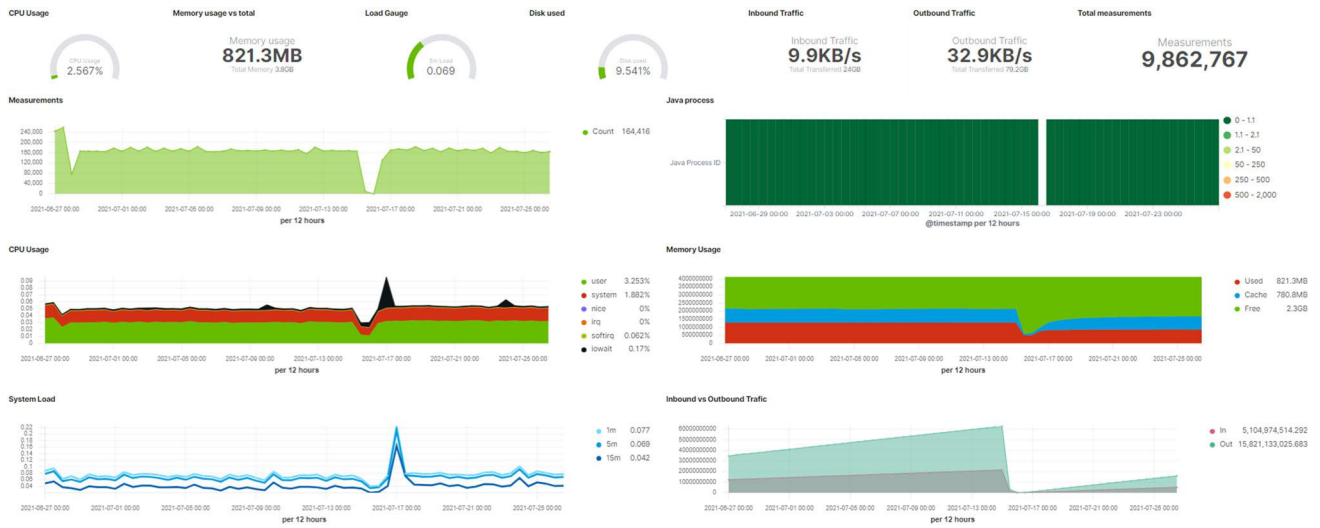 CPU Usage
Memory usage vs total
Load Gauge
Disk used
Inbound Traffic
Outbound Traffic
Total measurements
CPU Usage
2.567%
Memory usage
821.3MB
Total Memory 3.8GB
5m Load
0.069
Disk used
9.541%
Inbound Traffic
9.9KB/s
Total Transferred 24GB
Outbound Traffic
32.9KB/s
Total Transferred 79.2GB
Measurements
9,862,767
Measurements
240,000
200,000
160,000
120,000
80,000
40,000
0
2021-06-27 00:00 2021-07-01 00:00 2021-07-05 00:00 2021-07-09 00:00 2021-07-13 00:00 2021-07-17 00:00 2021-07-21 00:00 2021-07-25 00:00
per 12 hours
Count 164,416
Java process
Java Process ID
2021-06-29 00:00 2021-07-03 00:00 2021-07-07 00:00 2021-07-11 00:00 2021-07-15 00:00 2021-07-19 00:00 2021-07-23 00:00
@timestamp per 12 hours
0 - 1.1
1.1 - 2.1
2.1 - 50
50 - 250
250 - 500
500 - 2,000
CPU Usage
0.09
0.08
0.07
0.06
0.05
0.04
0.03
0.02
0.01
0
2021-06-27 00:00 2021-07-01 00:00 2021-07-05 00:00 2021-07-09 00:00 2021-07-13 00:00 2021-07-17 00:00 2021-07-21 00:00 2021-07-25 00:00
per 12 hours
user 3.253%
system 1.882%
nice 0%
irq 0%
softirq 0.062%
iowait 0.17%
Memory Usage
4000000000
3500000000
3000000000
2500000000
2000000000
1500000000
1000000000
500000000
0
2021-06-27 00:00 2021-07-01 00:00 2021-07-05 00:00 2021-07-09 00:00 2021-07-13 00:00 2021-07-17 00:00 2021-07-21 00:00 2021-07-25 00:00
per 12 hours
Used 821.3MB
Cache 780.8MB
Free 2.3GB
System Load
0.22
0.2
0.18
0.16
0.14
0.12
0.1
0.08
0.06
0.04
2021-06-27 00:00 2021-07-01 00:00 2021-07-05 00:00 2021-07-09 00:00 2021-07-13 00:00 2021-07-17 00:00 2021-07-21 00:00 2021-07-25 00:00
per 12 hours
1m 0.077
5m 0.069
15m 0.042
Inbound vs Outbound Trafic
60000000000
50000000000
40000000000
30000000000
20000000000
10000000000
0
2021-06-27 00:00 2021-07-01 00:00 2021-07-05 00:00 2021-07-09 00:00 2021-07-13 00:00 2021-07-17 00:00 2021-07-21 00:00 2021-07-25 00:00
per 12 hours
In 5,104,974,514.292
Out 15,821,133,025.683